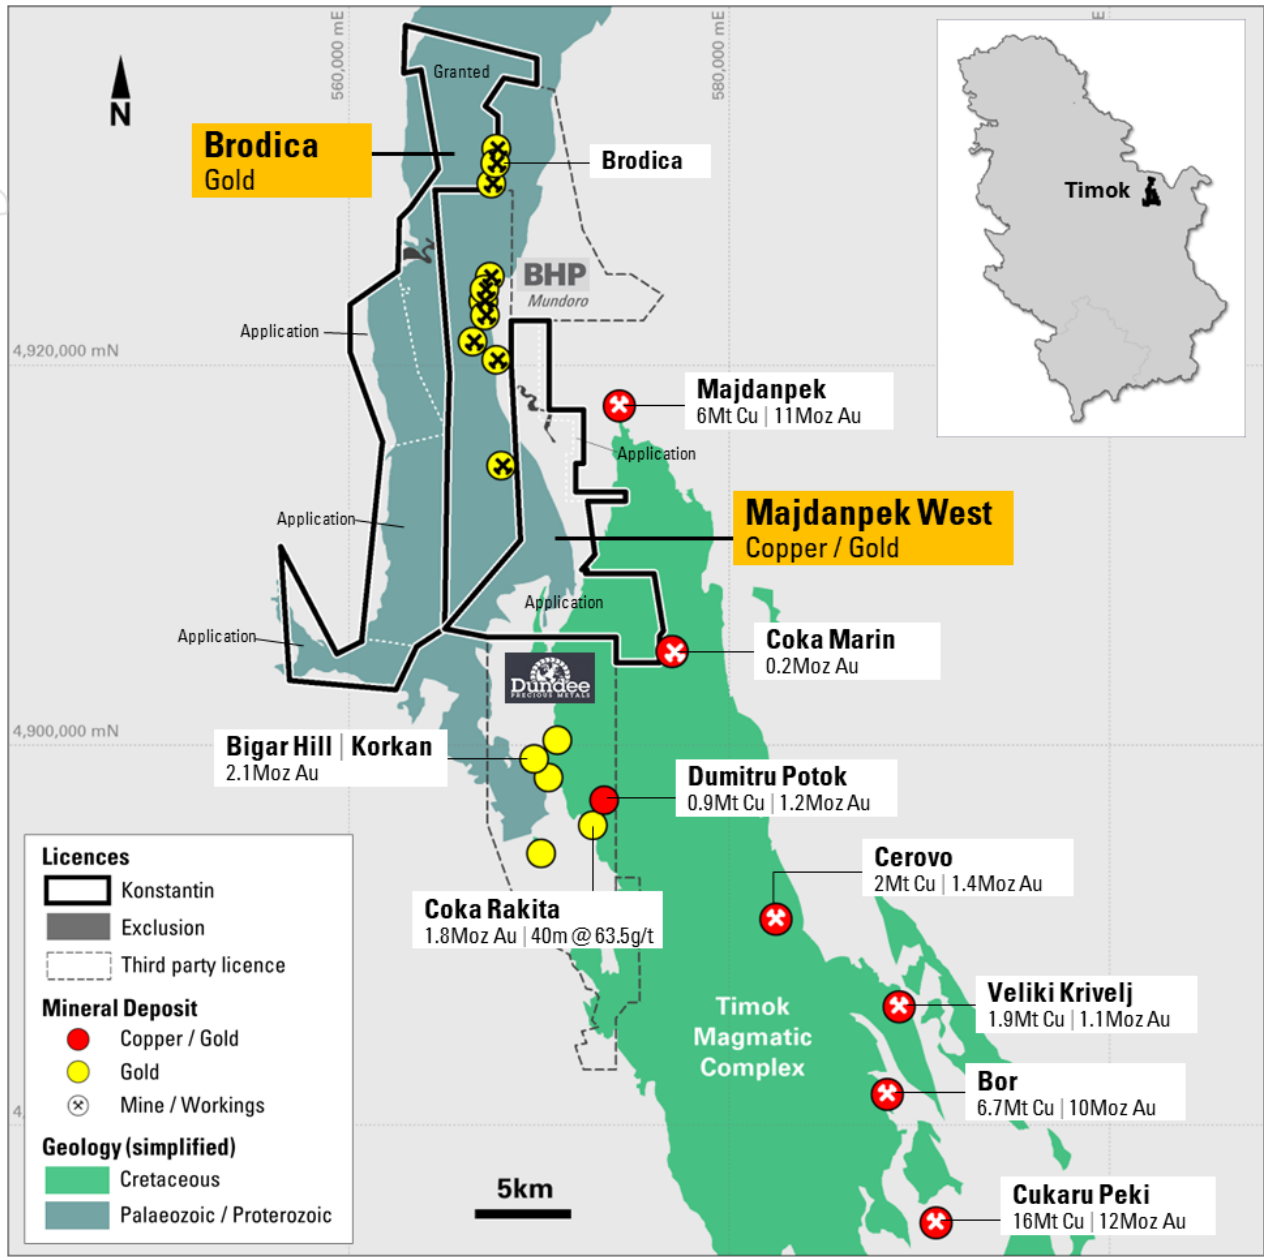 560,000 mE
580,000 mE
mE
Granted
N
Brodica
Gold
Brodica
Timok
BHP
Mundoro
Application
4,920,000 mN
Majdanpek
6Mt Cu | 11Moz Au
Application
Majdanpek West
Copper / Gold
Application
Application
Application
Coka Marin
0.2Moz Au
Dundee
PRECIOUS METALS
4,900,000 mN
Bigar Hill | Korkan
2.1Moz Au
Dumitru Potok
0.9Mt Cu | 1.2Moz Au
Cerovo
2Mt Cu | 1.4Moz Au
Coka Rakita
1.8Moz Au | 40m @ 63.5g/t
Veliki Krivelj
1.9Mt Cu | 1.1Moz Au
Timok
Magmatic
Complex
Bor
6.7Mt Cu | 10Moz Au
Cukaru Peki
16Mt Cu | 12Moz Au
5km
Licences
Konstantin
Exclusion
Third party licence
Mineral Deposit
Copper / Gold
Gold
Mine / Workings
Geology (simplified)
Cretaceous
Palaeozoic / Proterozoic